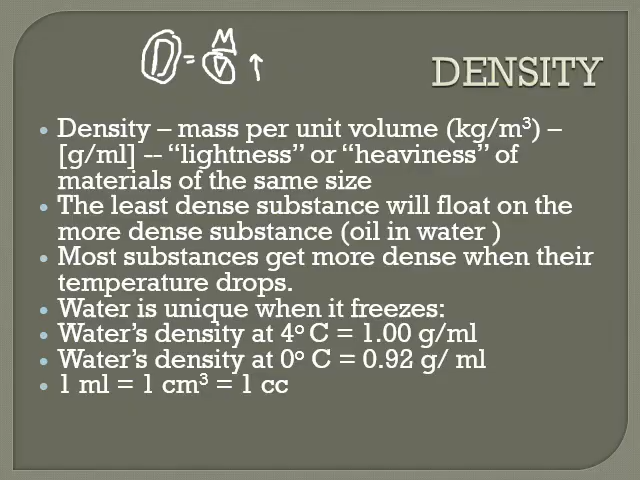 D = M/V ↑
DENSITY
• Density – mass per unit volume (kg/m³) –
[g/ml] -- “lightness” or “heaviness” of
materials of the same size
• The least dense substance will float on the
more dense substance (oil in water )
• Most substances get more dense when their
temperature drops.
• Water is unique when it freezes:
• Water’s density at 4º C = 1.00 g/ml
• Water’s density at 0º C = 0.92 g/ ml
• 1 ml = 1 cm³ = 1 cc